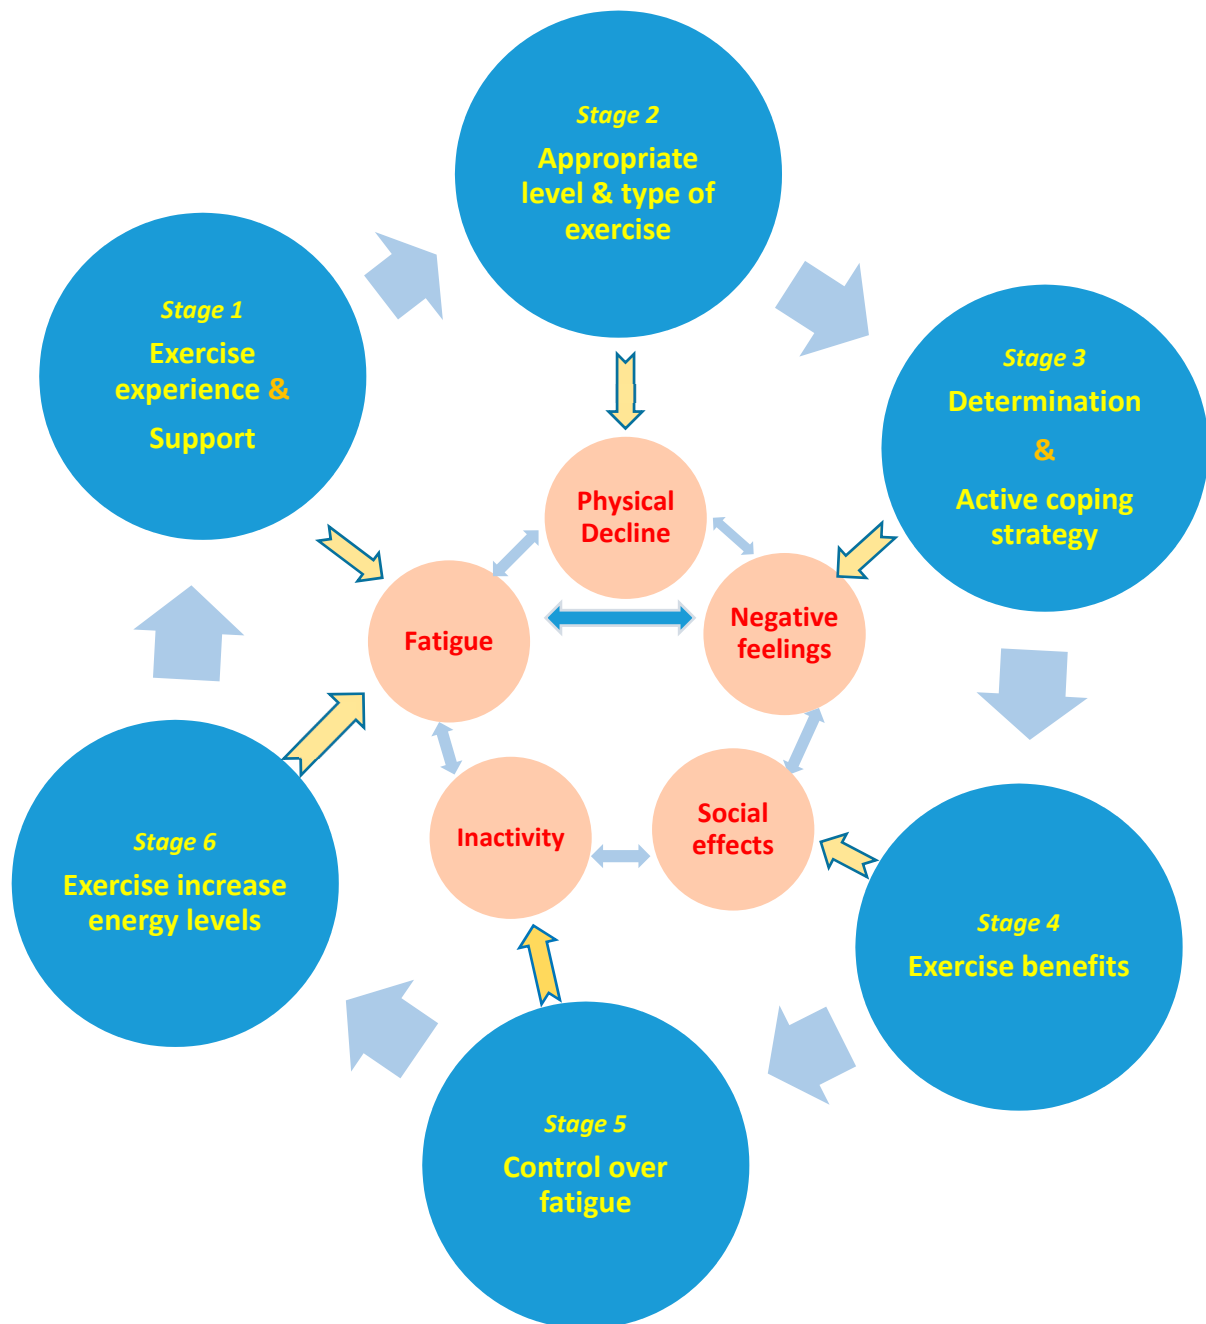 Stage 1
Exercise
experience &
Support
Stage 2
Appropriate
level & type of
exercise
Stage 3
Determination
&
Active coping
strategy
Stage 4
Exercise benefits
Stage 5
Control over
fatigue
Stage 6
Exercise increase
energy levels
Physical
Decline
Negative
feelings
Social
effects
Inactivity
Fatigue